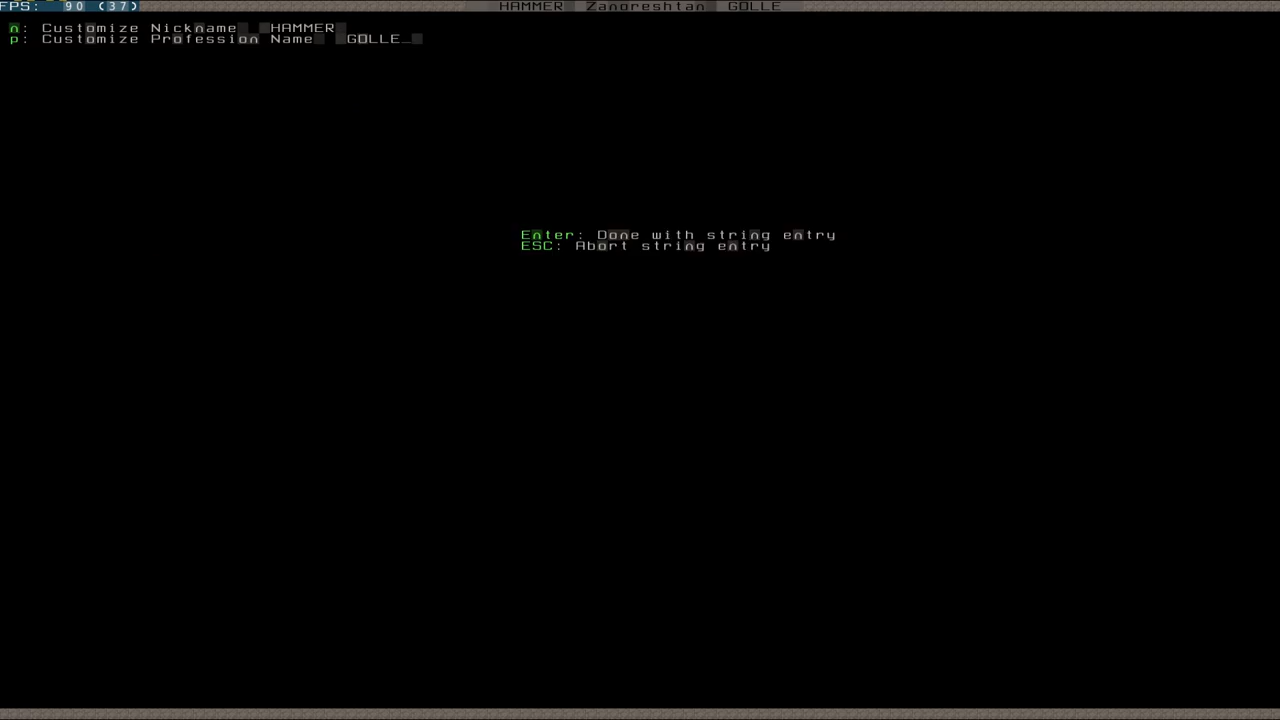 FPS: 90 (37) HAMMER Zanoreshtan GOLLE
n: Customize Nickname HAMMER
p: Customize Profession Name GOLLE_
Enter: Done with string entry
ESC: Abort string entry